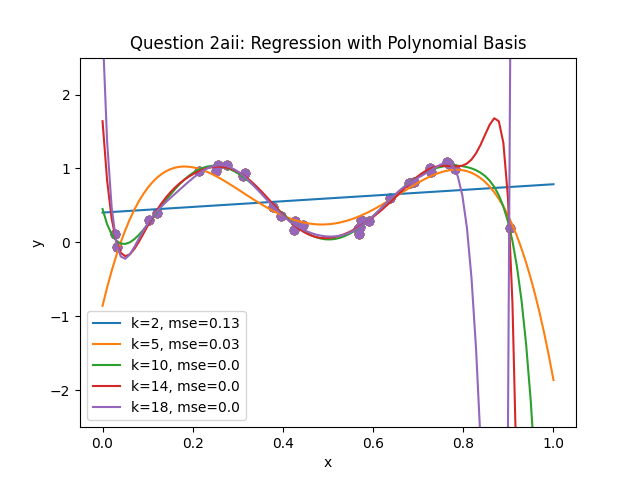 Question 2aii: Regression with Polynomial Basis
y
2
1
0
−1
−2
k=2, mse=0.13
k=5, mse=0.03
k=10, mse=0.0
k=14, mse=0.0
k=18, mse=0.0
0.0 0.2 0.4 0.6 0.8 1.0
x